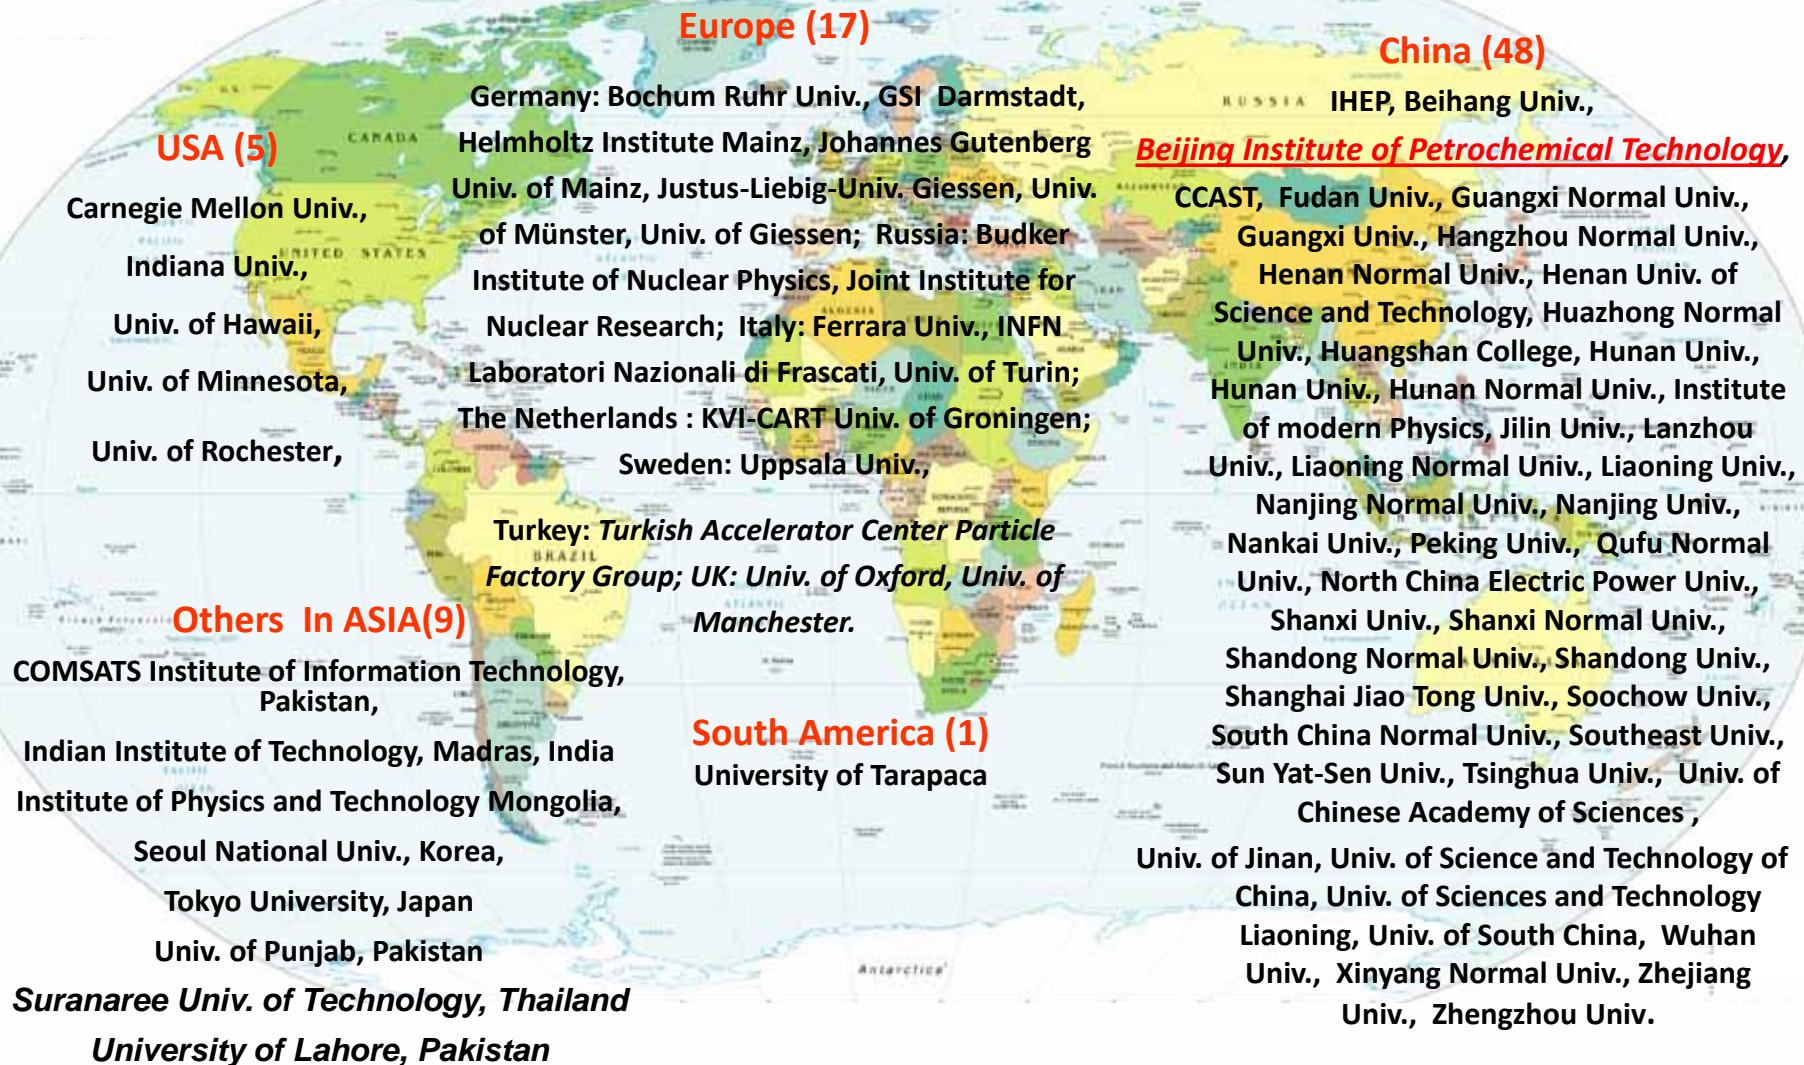 Europe (17)
Germany: Bochum Ruhr Univ., GSI Darmstadt,
Helmholtz Institute Mainz, Johannes Gutenberg
Univ. of Mainz, Justus-Liebig-Univ. Giessen, Univ.
of Münster, Univ. of Giessen; Russia: Budker
Institute of Nuclear Physics, Joint Institute for
Nuclear Research; Italy: Ferrara Univ., INFN
Laboratori Nazionali di Frascati, Univ. of Turin;
The Netherlands : KVI-CART Univ. of Groningen;
Sweden: Uppsala Univ.,
Turkey: Turkish Accelerator Center Particle
Factory Group; UK: Univ. of Oxford, Univ. of
Manchester.
China (48)
IHEP, Beihang Univ.,
Beijing Institute of Petrochemical Technology,
CCAST, Fudan Univ., Guangxi Normal Univ.,
Guangxi Univ., Hangzhou Normal Univ.,
Henan Normal Univ., Henan Univ. of
Science and Technology, Huazhong Normal
Univ., Huangshan College, Hunan Univ.,
Hunan Univ., Hunan Normal Univ., Institute
of modern Physics, Jilin Univ., Lanzhou
Univ., Liaoning Normal Univ., Liaoning Univ.,
Nanjing Normal Univ., Nanjing Univ.,
Nankai Univ., Peking Univ., Qufu Normal
Univ., North China Electric Power Univ.,
Shanxi Univ., Shanxi Normal Univ.,
Shandong Normal Univ., Shandong Univ.,
Shanghai Jiao Tong Univ., Soochow Univ.,
South China Normal Univ., Southeast Univ.,
Sun Yat-Sen Univ., Tsinghua Univ., Univ. of
Chinese Academy of Sciences ,
Univ. of Jinan, Univ. of Science and Technology of
China, Univ. of Sciences and Technology
Liaoning, Univ. of South China, Wuhan
Univ., Xinyang Normal Univ., Zhejiang
Univ., Zhengzhou Univ.
USA (5)
Carnegie Mellon Univ.,
Indiana Univ.,
Univ. of Hawaii,
Univ. of Minnesota,
Univ. of Rochester,
Others In ASIA(9)
COMSATS Institute of Information Technology,
Pakistan,
Indian Institute of Technology, Madras, India
Institute of Physics and Technology Mongolia,
Seoul National Univ., Korea,
Tokyo University, Japan
Univ. of Punjab, Pakistan
Suranaree Univ. of Technology, Thailand
University of Lahore, Pakistan
South America (1)
University of Tarapaca
CANADA
UNITED STATES
RUSSIA
BRAZIL
ALGERIA
INDIA
Antarctica